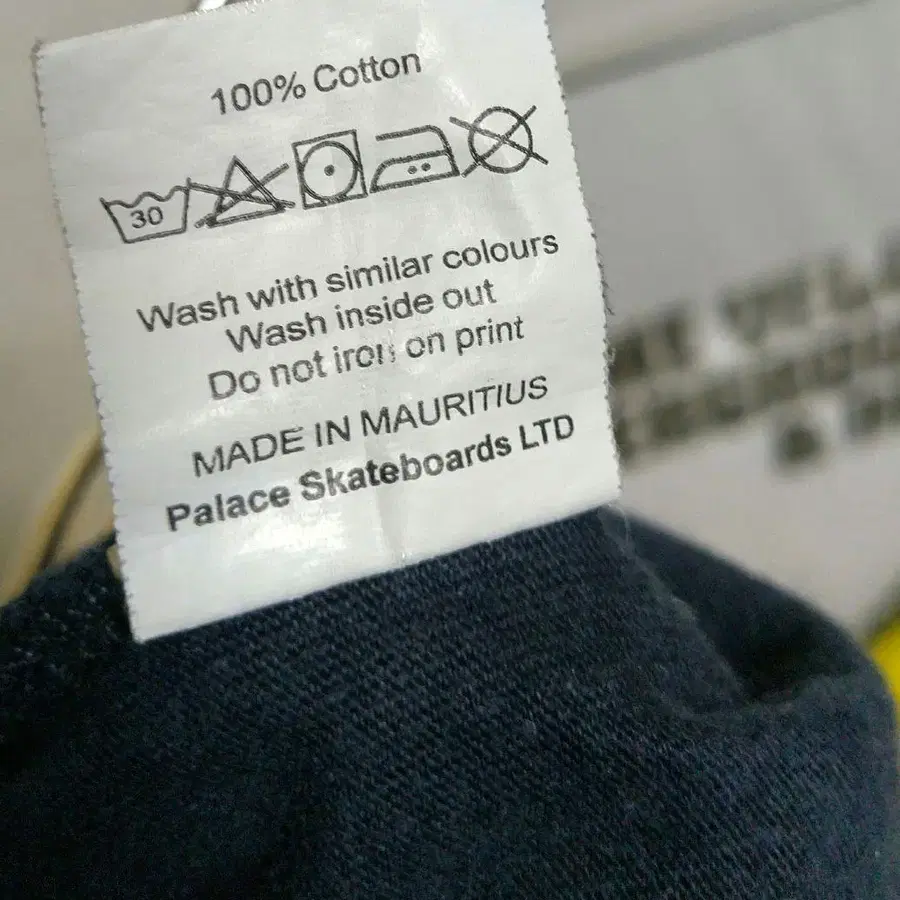 100% Cotton
30
Wash with similar colours
Wash inside out
Do not iron on print
MADE IN MAURITIUS
Palace Skateboards LTD